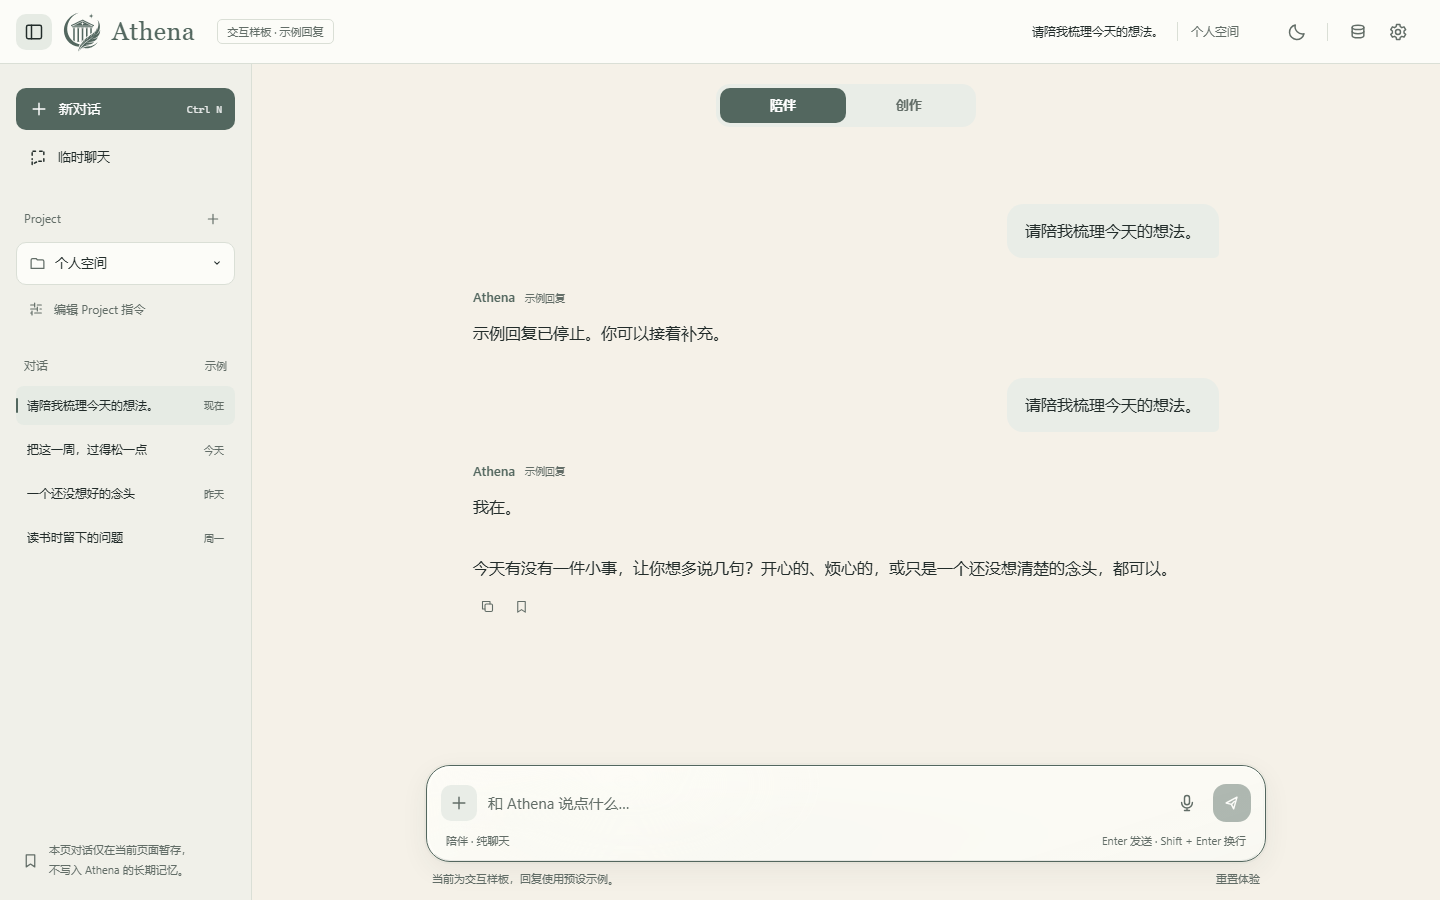 Athena
交互样板 · 示例回复
请陪我梳理今天的想法。
个人空间
新对话 Ctrl N
临时聊天
Project
个人空间
编辑 Project 指令
对话 示例
请陪我梳理今天的想法。 现在
把这一周，过得松一点 今天
一个还没想好的念头 昨天
读书时留下的问题 周一
本页对话仅在当前页面暂存，
不写入 Athena 的长期记忆。
陪伴 创作
请陪我梳理今天的想法。
Athena 示例回复
示例回复已停止。你可以接着补充。
请陪我梳理今天的想法。
Athena 示例回复
我在。
今天有没有一件小事，让你想多说几句？开心的、烦心的，或只是一个还没想清楚的念头，都可以。
和 Athena 说点什么...
陪伴 · 纯聊天 Enter 发送 · Shift + Enter 换行
当前为交互样板，回复使用预设示例。 重置体验